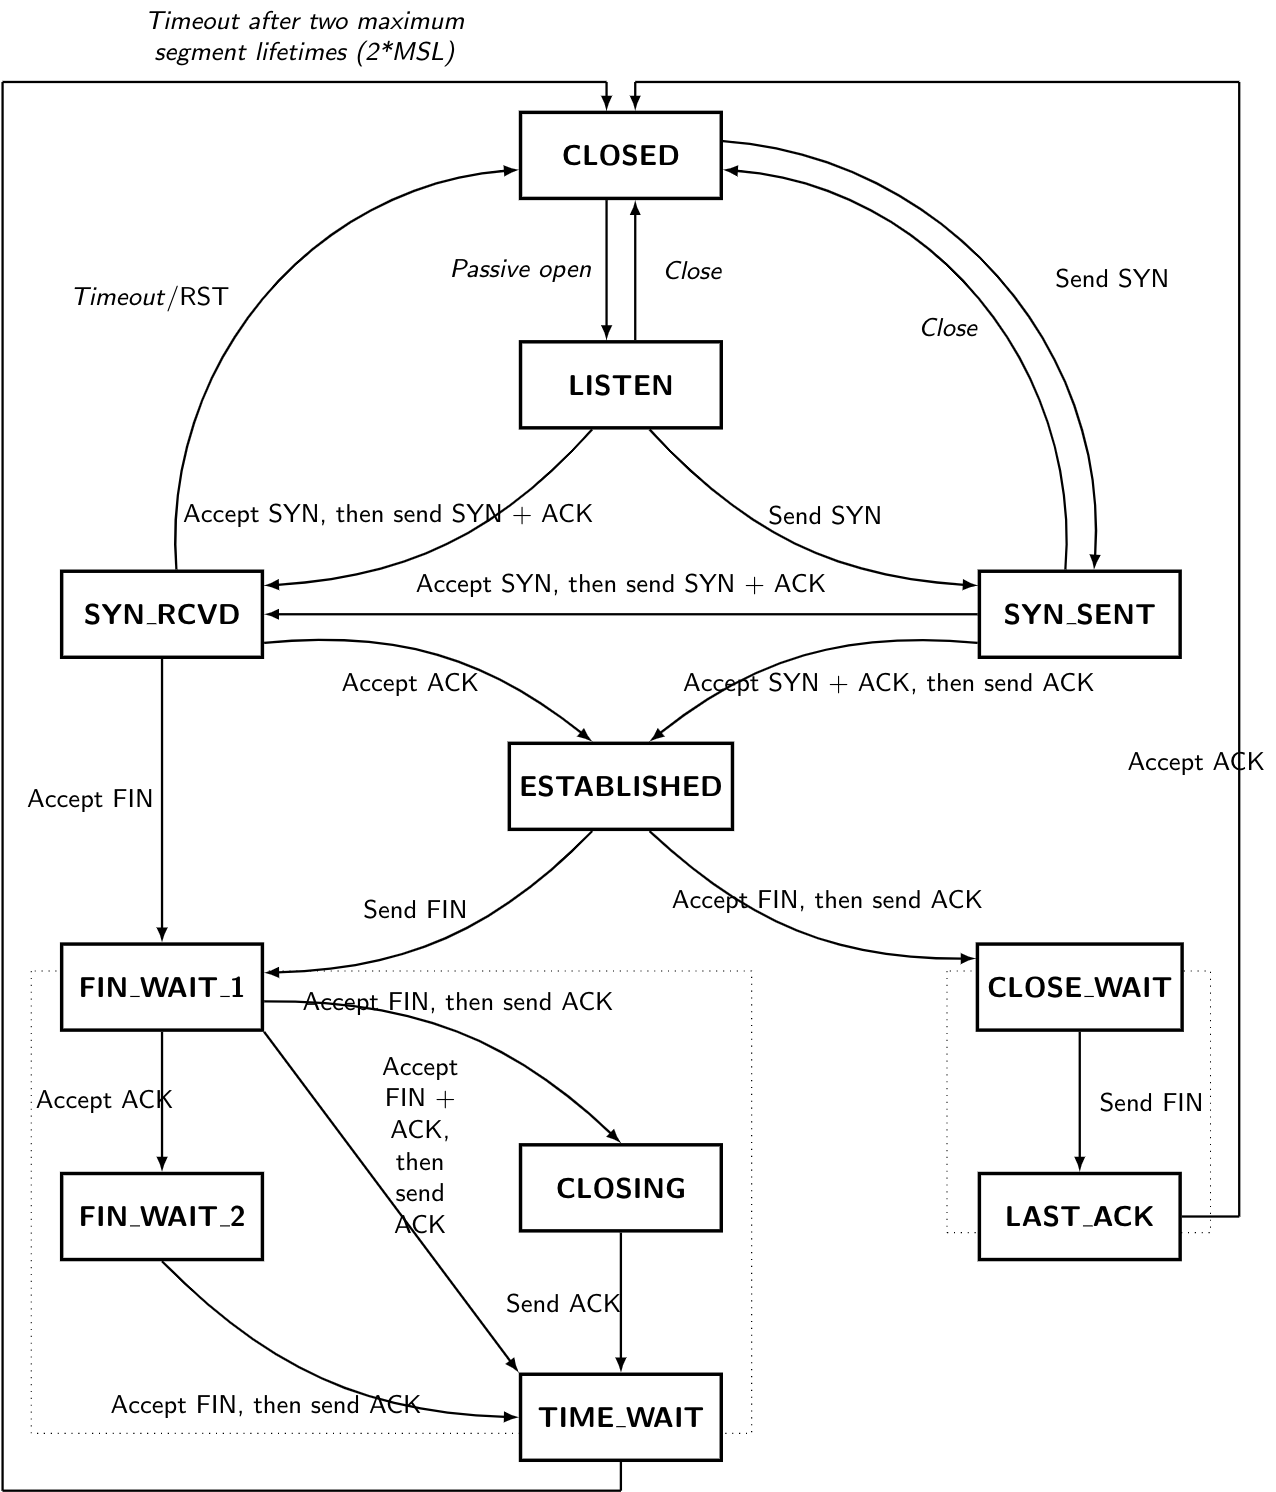 Timeout after two maximum
segment lifetimes (2*MSL)
CLOSED
Passive open
Close
Timeout/RST
Send SYN
Close
LISTEN
Accept SYN, then send SYN + ACK
Send SYN
Accept SYN, then send SYN + ACK
SYN_RCVD
SYN_SENT
Accept ACK
Accept SYN + ACK, then send ACK
Accept ACK
ESTABLISHED
Accept FIN
Send FIN
Accept FIN, then send ACK
FIN_WAIT_1
CLOSE_WAIT
Accept FIN, then send ACK
Accept
FIN +
ACK,
then
send
ACK
Accept ACK
Send FIN
CLOSING
FIN_WAIT_2
LAST_ACK
Send ACK
Accept FIN, then send ACK
TIME_WAIT